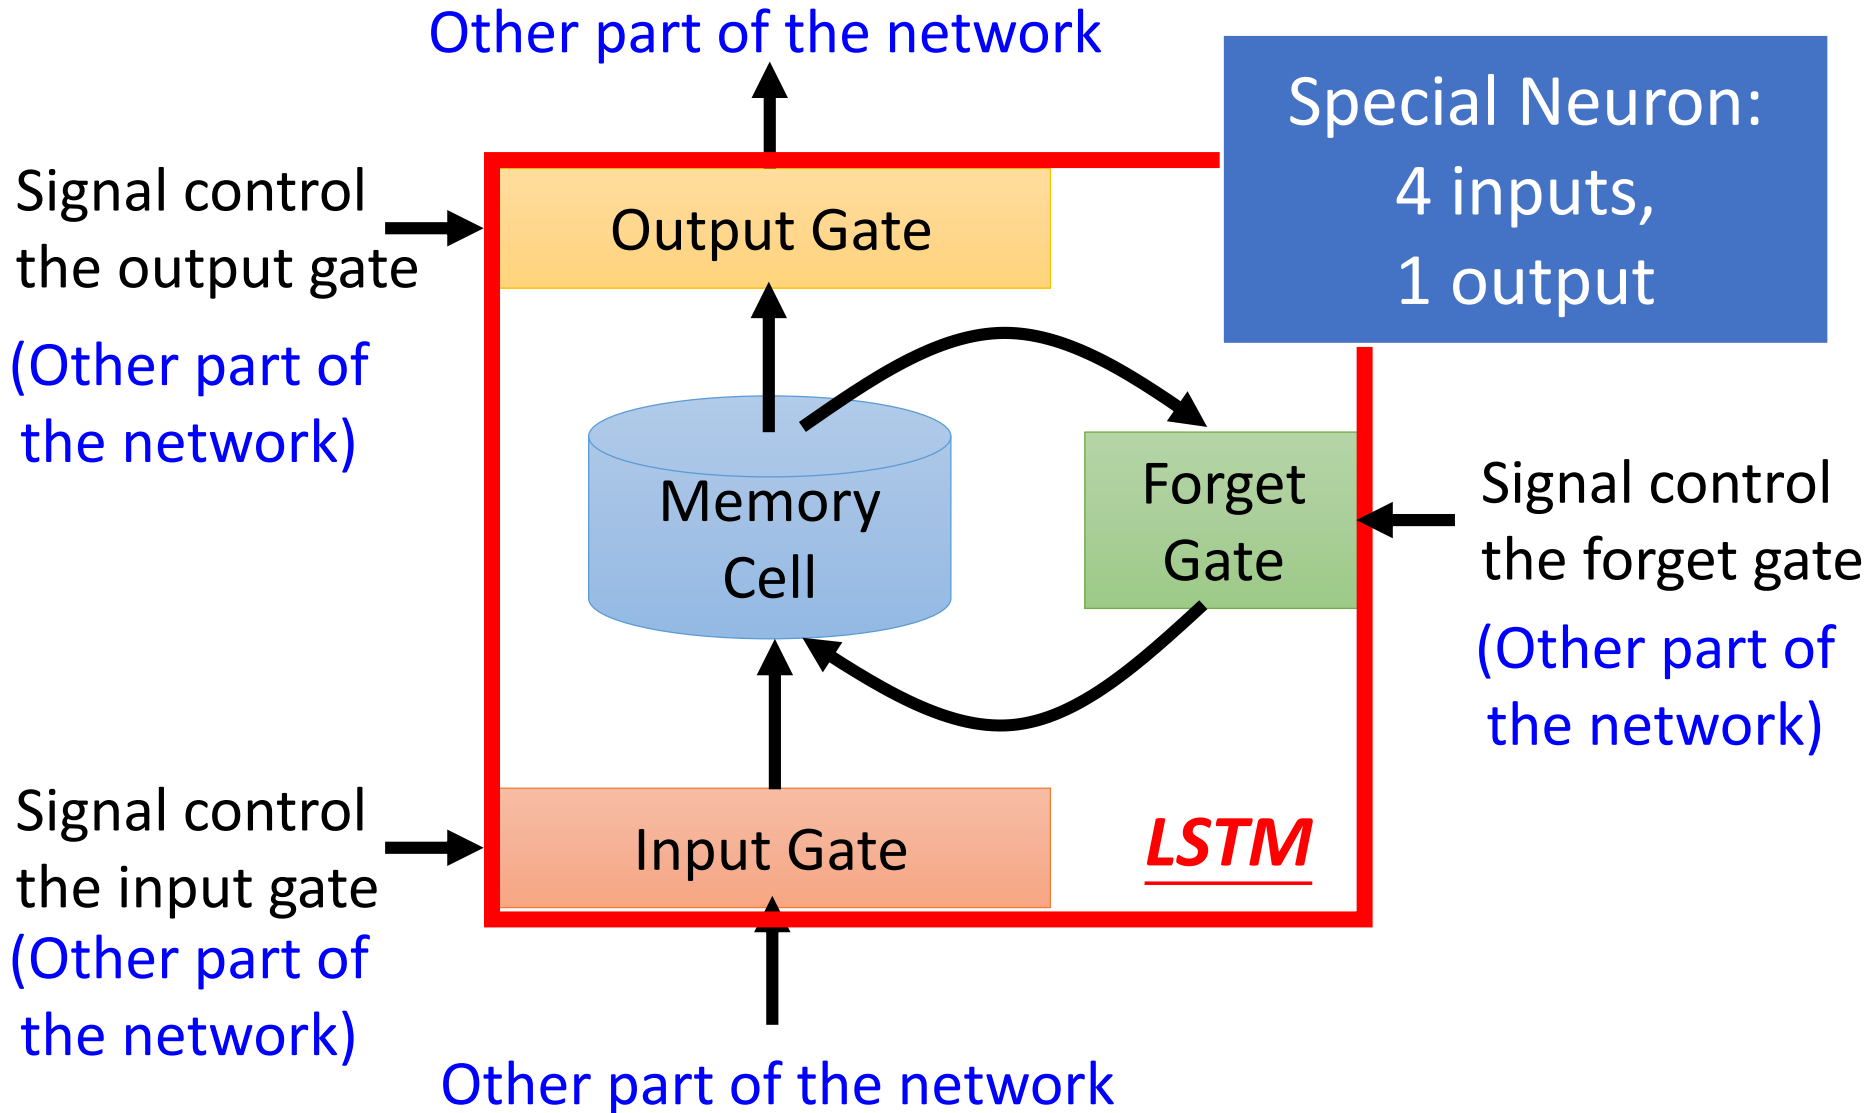 Other part of the network
Special Neuron:
4 inputs,
1 output
Signal control
the output gate
(Other part of
the network)
Output Gate
Memory
Cell
Forget
Gate
Signal control
the forget gate
(Other part of
the network)
Signal control
the input gate
(Other part of
the network)
Input Gate
LSTM
Other part of the network